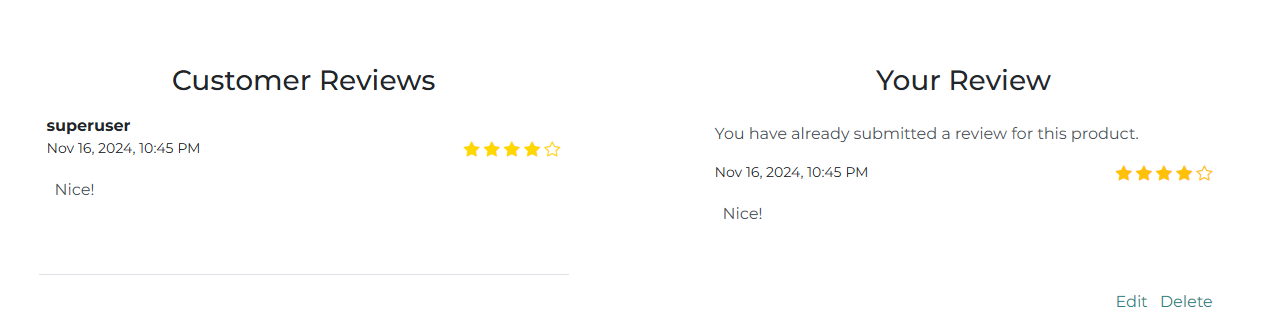 Customer Reviews
superuser
Nov 16, 2024, 10:45 PM
Nice!
Your Review
You have already submitted a review for this product.
Nov 16, 2024, 10:45 PM
Nice!
Edit Delete